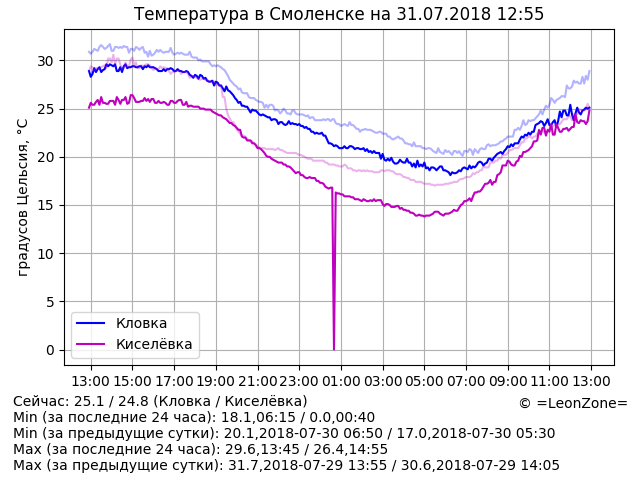 Температура в Смоленске на 31.07.2018 12:55
градусов Цельсия, °C
30
25
20
15
10
5
0
Кловка
Киселёвка
13:00 15:00 17:00 19:00 21:00 23:00 01:00 03:00 05:00 07:00 09:00 11:00 13:00
Сейчас: 25.1 / 24.8 (Кловка / Киселёвка)
© =LeonZone=
Min (за последние 24 часа): 18.1,06:15 / 0.0,00:40
Min (за предыдущие сутки): 20.1,2018-07-30 06:50 / 17.0,2018-07-30 05:30
Max (за последние 24 часа): 29.6,13:45 / 26.4,14:55
Max (за предыдущие сутки): 31.7,2018-07-29 13:55 / 30.6,2018-07-29 14:05